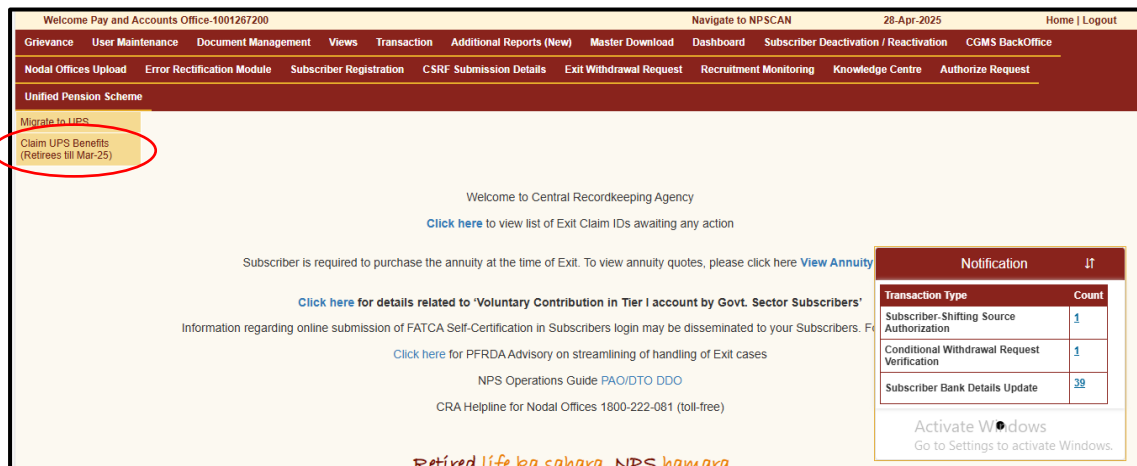 Welcome Pay and Accounts Office-1001267200 Navigate to NPSCAN 28-Apr-2025 Home | Logout
Grievance User Maintenance Document Management Views Transaction Additional Reports (New) Master Download Dashboard Subscriber Deactivation / Reactivation CGMS BackOffice
Nodal Offices Upload Error Rectification Module Subscriber Registration CSRF Submission Details Exit Withdrawal Request Recruitment Monitoring Knowledge Centre Authorize Request
Unified Pension Scheme
Migrate to UPS
Claim UPS Benefits
(Retirees till Mar-25)
Welcome to Central Recordkeeping Agency
Click here to view list of Exit Claim IDs awaiting any action
Subscriber is required to purchase the annuity at the time of Exit. To view annuity quotes, please click here View Annuity
Click here for details related to 'Voluntary Contribution in Tier I account by Govt. Sector Subscribers'
Information regarding online submission of FATCA Self-Certification in Subscribers login may be disseminated to your Subscribers.
Click here for PFRDA Advisory on streamlining of handling of Exit cases
NPS Operations Guide PAO/DTO DDO
CRA Helpline for Nodal Offices 1800-222-081 (toll-free)
Retired life ka sahara, NPS hamara
Notification
Transaction Type Count
Subscriber-Shifting Source
Authorization 1
Conditional Withdrawal Request
Verification 1
Subscriber Bank Details Update 39
Activate Windows
Go to Settings to activate Windows.